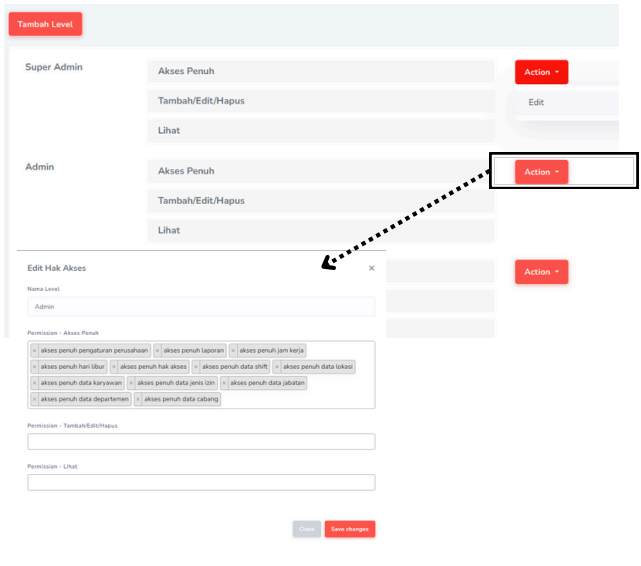 Tambah Level
Super Admin
Akses Penuh
Action
Tambah/Edit/Hapus
Edit
Lihat
Admin
Akses Penuh
Action
Tambah/Edit/Hapus
Lihat
Action
Edit Hak Akses ×
Nama Level
Admin
Permission - Akses Penuh
× akses penuh pengaturan perusahaan × akses penuh laporan × akses penuh jam kerja
× akses penuh hari libur × akses penuh hak akses × akses penuh data shift × akses penuh data lokasi
× akses penuh data karyawan × akses penuh data jenis izin × akses penuh data jabatan
× akses penuh data departemen × akses penuh data cabang
Permission - Tambah/Edit/Hapus
Permission - Lihat
Close Save changes